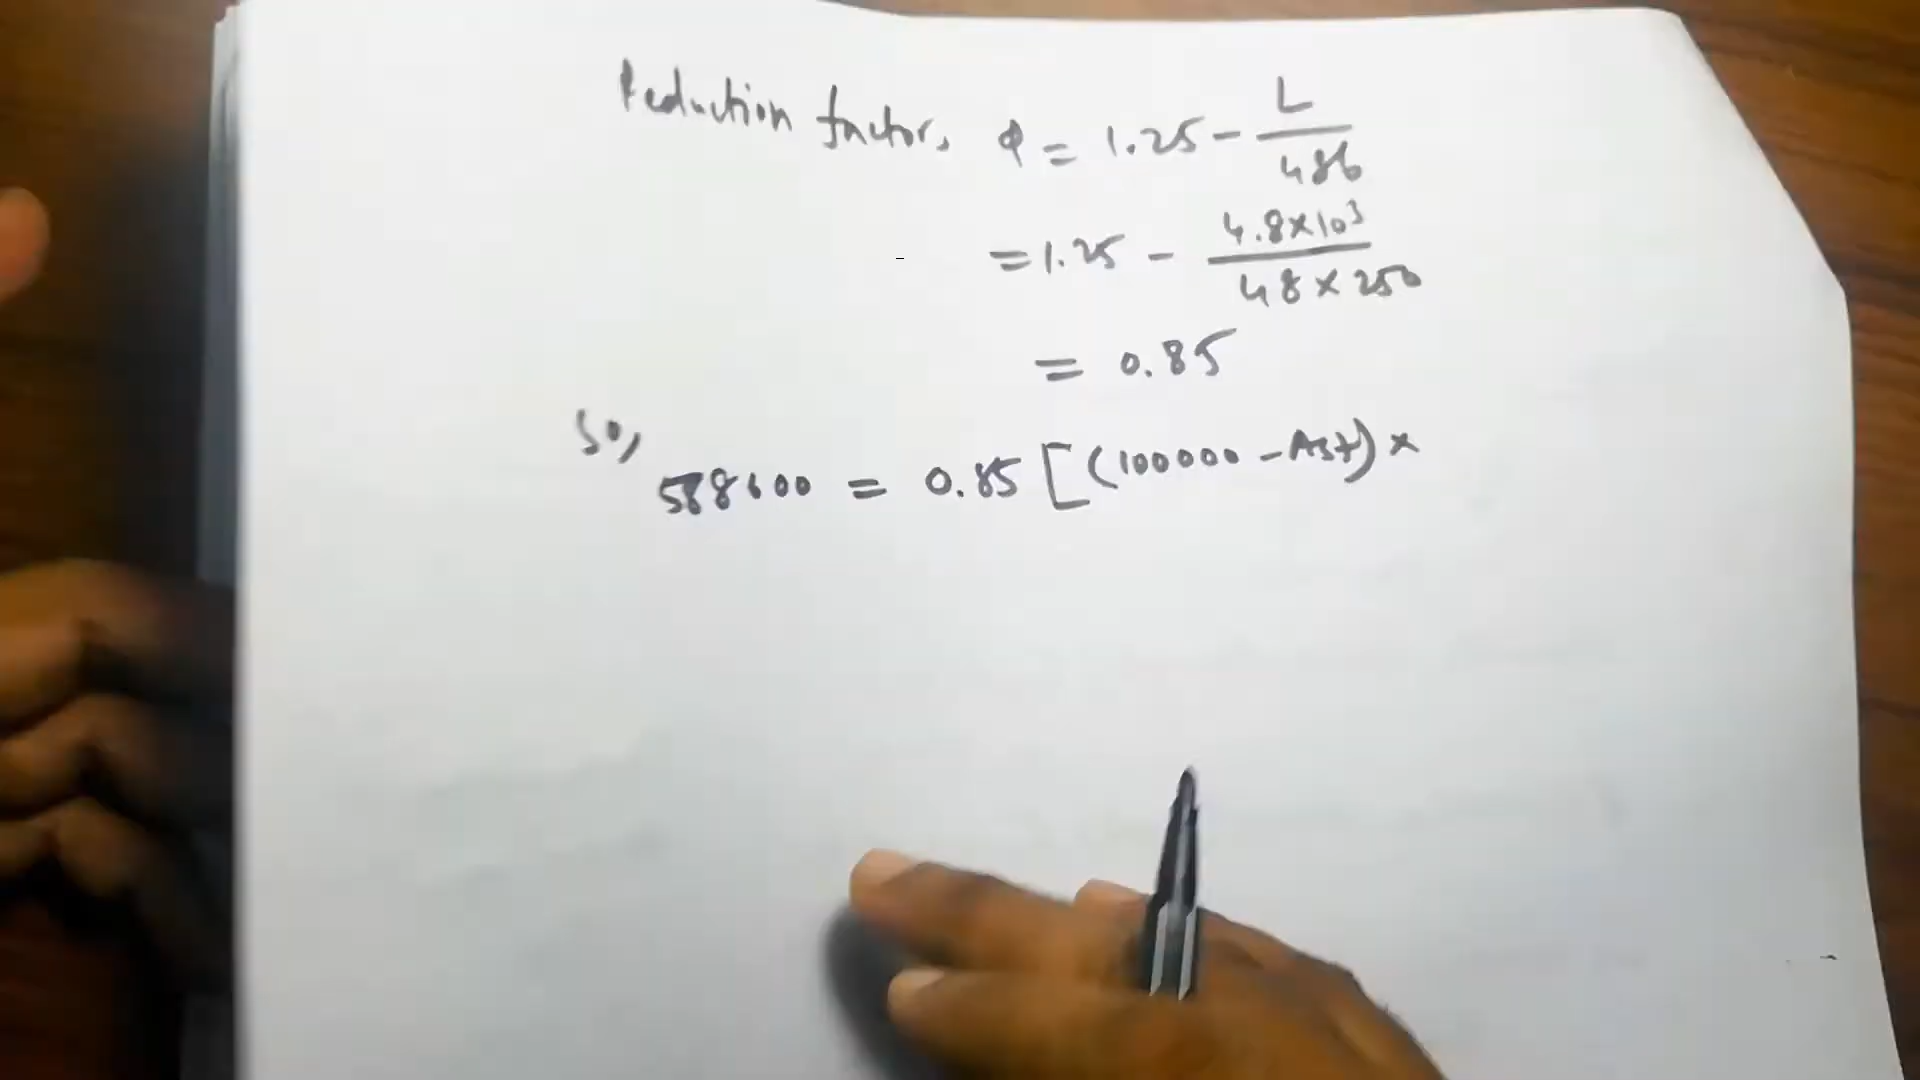 Reduction factor, φ = 1.25 - L / 48b
= 1.25 - 4.8×10³ / 48 × 250
= 0.85
So,
588600 = 0.85 [(100000 - Ast) ×